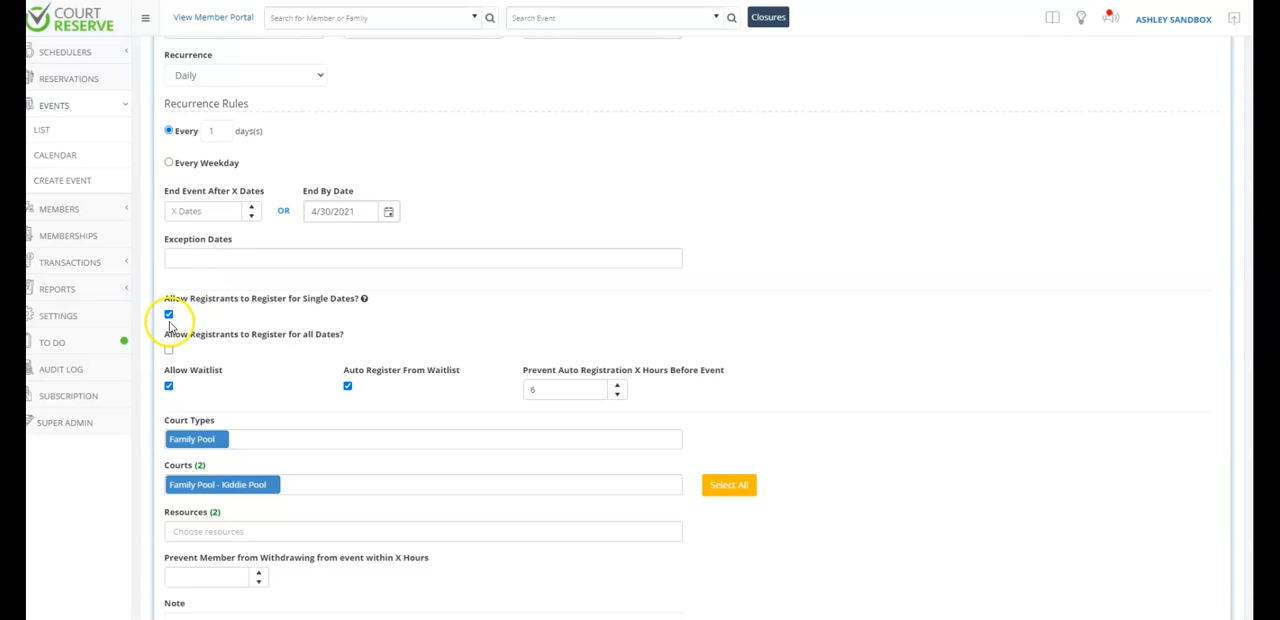 COURT RESERVE
View Member Portal
Search for Member or Family
Search Event
Closures
ASHLEY SANDBOX
SCHEDULERS
RESERVATIONS
EVENTS
LIST
CALENDAR
CREATE EVENT
MEMBERS
MEMBERSHIPS
TRANSACTIONS
REPORTS
SETTINGS
TO DO
AUDIT LOG
SUBSCRIPTION
SUPER ADMIN
Recurrence
Daily
Recurrence Rules
Every 1 days(s)
Every Weekday
End Event After X Dates End By Date
X Dates OR 4/30/2021
Exception Dates
Allow Registrants to Register for Single Dates?
Allow Registrants to Register for all Dates?
Allow Waitlist Auto Register From Waitlist Prevent Auto Registration X Hours Before Event
6
Court Types
Family Pool
Courts (2)
Family Pool - Kiddie Pool Select All
Resources (2)
Choose resources
Prevent Member from Withdrawing from event within X Hours
Note